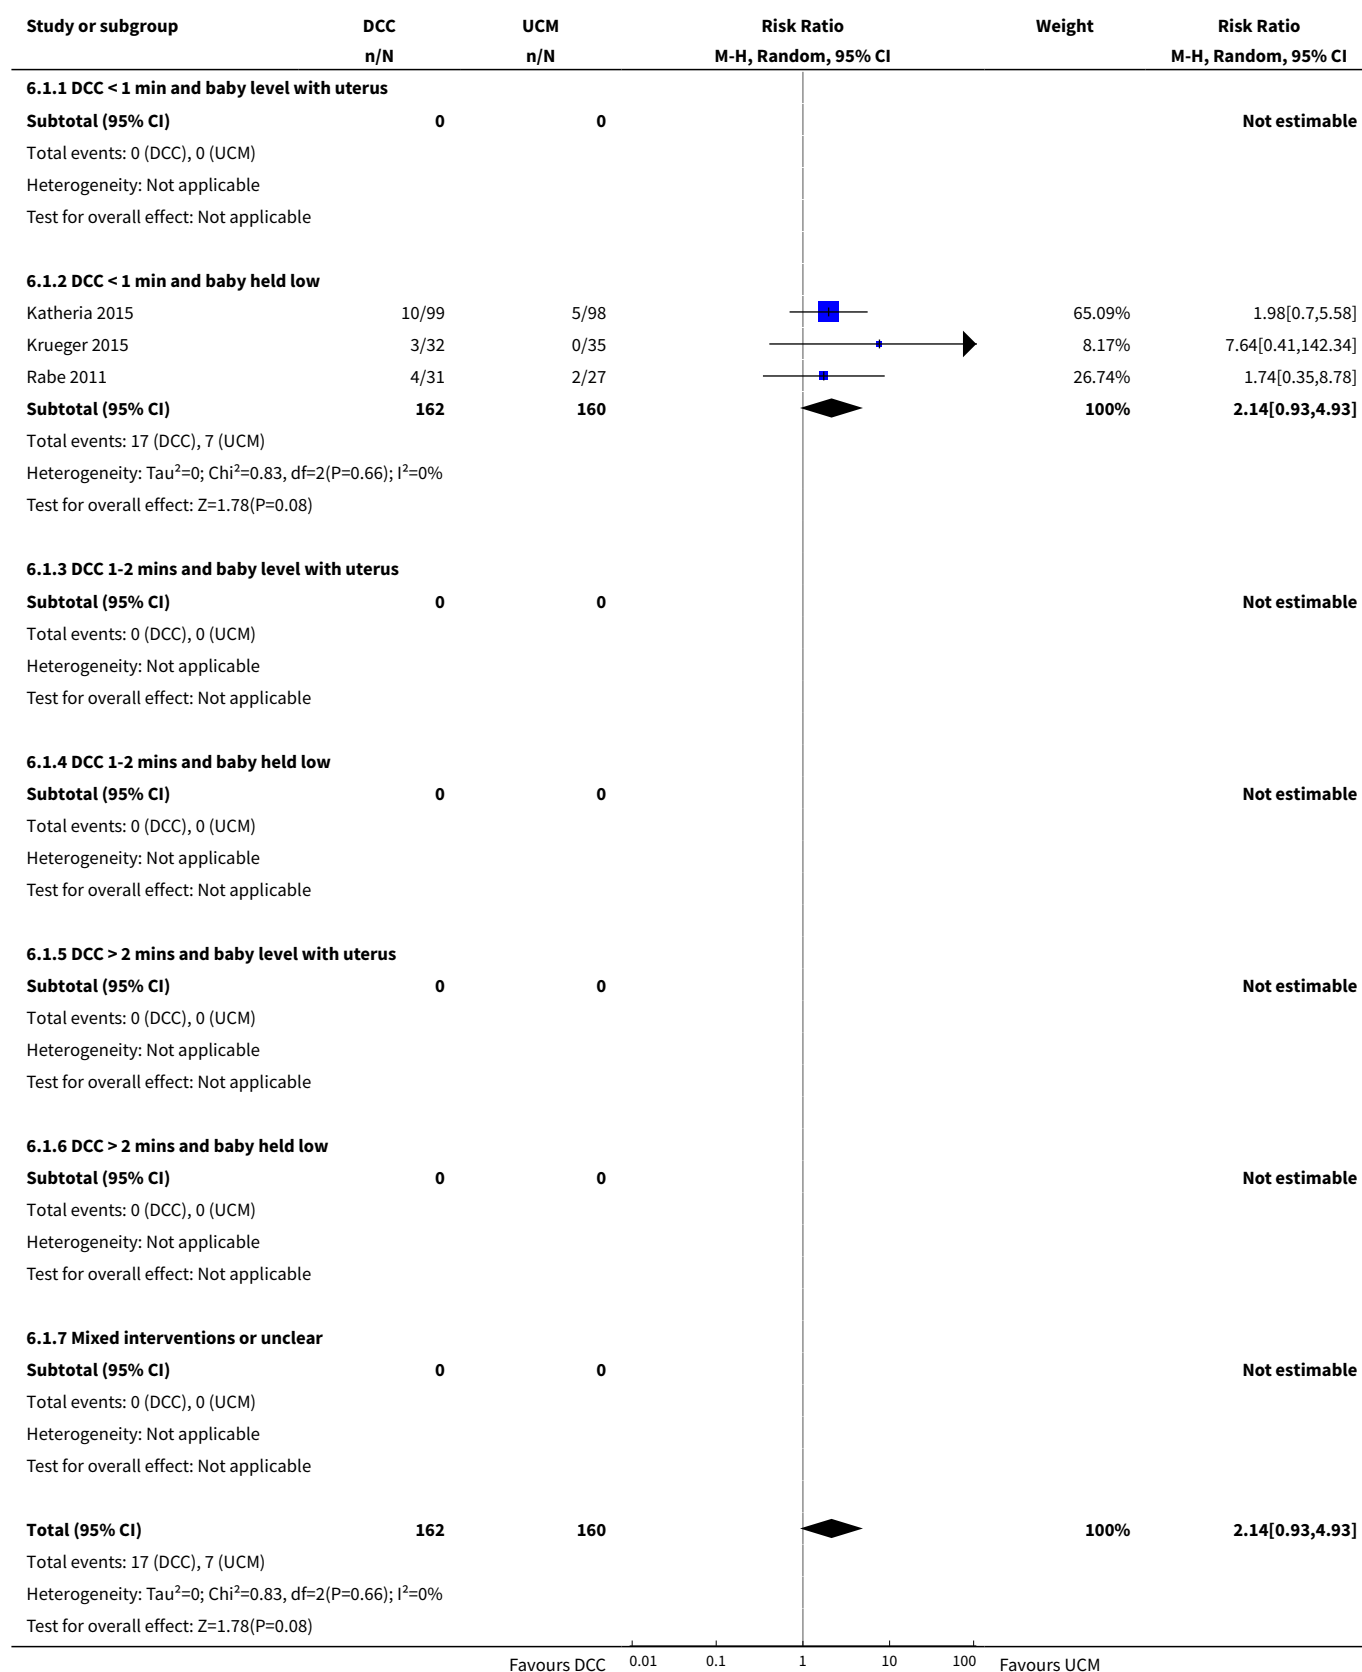 Study or subgroup DCC UCM Risk Ratio Weight Risk Ratio
n/N n/N M-H, Random, 95% CI M-H, Random, 95% CI
6.1.1 DCC < 1 min and baby level with uterus
Subtotal (95% CI) 0 0 Not estimable
Total events: 0 (DCC), 0 (UCM)
Heterogeneity: Not applicable
Test for overall effect: Not applicable
6.1.2 DCC < 1 min and baby held low
Katheria 2015 10/99 5/98 65.09% 1.98[0.7,5.58]
Krueger 2015 3/32 0/35 8.17% 7.64[0.41,142.34]
Rabe 2011 4/31 2/27 26.74% 1.74[0.35,8.78]
Subtotal (95% CI) 162 160 100% 2.14[0.93,4.93]
Total events: 17 (DCC), 7 (UCM)
Heterogeneity: Tau²=0; Chi²=0.83, df=2(P=0.66); I²=0%
Test for overall effect: Z=1.78(P=0.08)
6.1.3 DCC 1-2 mins and baby level with uterus
Subtotal (95% CI) 0 0 Not estimable
Total events: 0 (DCC), 0 (UCM)
Heterogeneity: Not applicable
Test for overall effect: Not applicable
6.1.4 DCC 1-2 mins and baby held low
Subtotal (95% CI) 0 0 Not estimable
Total events: 0 (DCC), 0 (UCM)
Heterogeneity: Not applicable
Test for overall effect: Not applicable
6.1.5 DCC > 2 mins and baby level with uterus
Subtotal (95% CI) 0 0 Not estimable
Total events: 0 (DCC), 0 (UCM)
Heterogeneity: Not applicable
Test for overall effect: Not applicable
6.1.6 DCC > 2 mins and baby held low
Subtotal (95% CI) 0 0 Not estimable
Total events: 0 (DCC), 0 (UCM)
Heterogeneity: Not applicable
Test for overall effect: Not applicable
6.1.7 Mixed interventions or unclear
Subtotal (95% CI) 0 0 Not estimable
Total events: 0 (DCC), 0 (UCM)
Heterogeneity: Not applicable
Test for overall effect: Not applicable
Total (95% CI) 162 160 100% 2.14[0.93,4.93]
Total events: 17 (DCC), 7 (UCM)
Heterogeneity: Tau²=0; Chi²=0.83, df=2(P=0.66); I²=0%
Test for overall effect: Z=1.78(P=0.08)
Favours DCC 0.01 0.1 1 10 100 Favours UCM